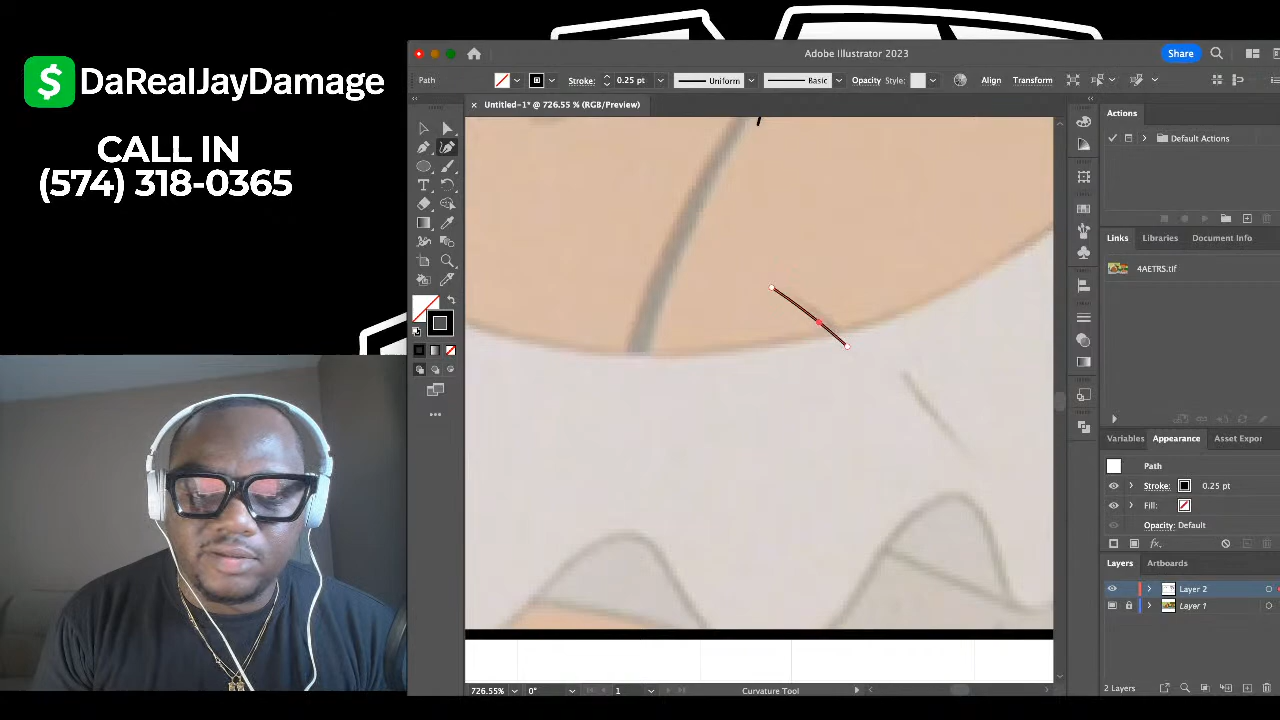 $ DaRealJayDamage
CALL IN
(574) 318-0365
Adobe Illustrator 2023
Share
Path
Stroke:
0.25 pt
Uniform
Basic
Opacity
Style:
Align
Transform
× Untitled-1* @ 726.55 % (RGB/Preview)
Actions
Default Actions
Links
Libraries
Document Info
4AETRS.tif
Variables
Appearance
Asset Expor
Path
Stroke:
0.25 pt
Fill:
Opacity: Default
fx.
Layers
Artboards
Layer 2
Layer 1
2 Layers
726.55%
0°
1
Curvature Tool